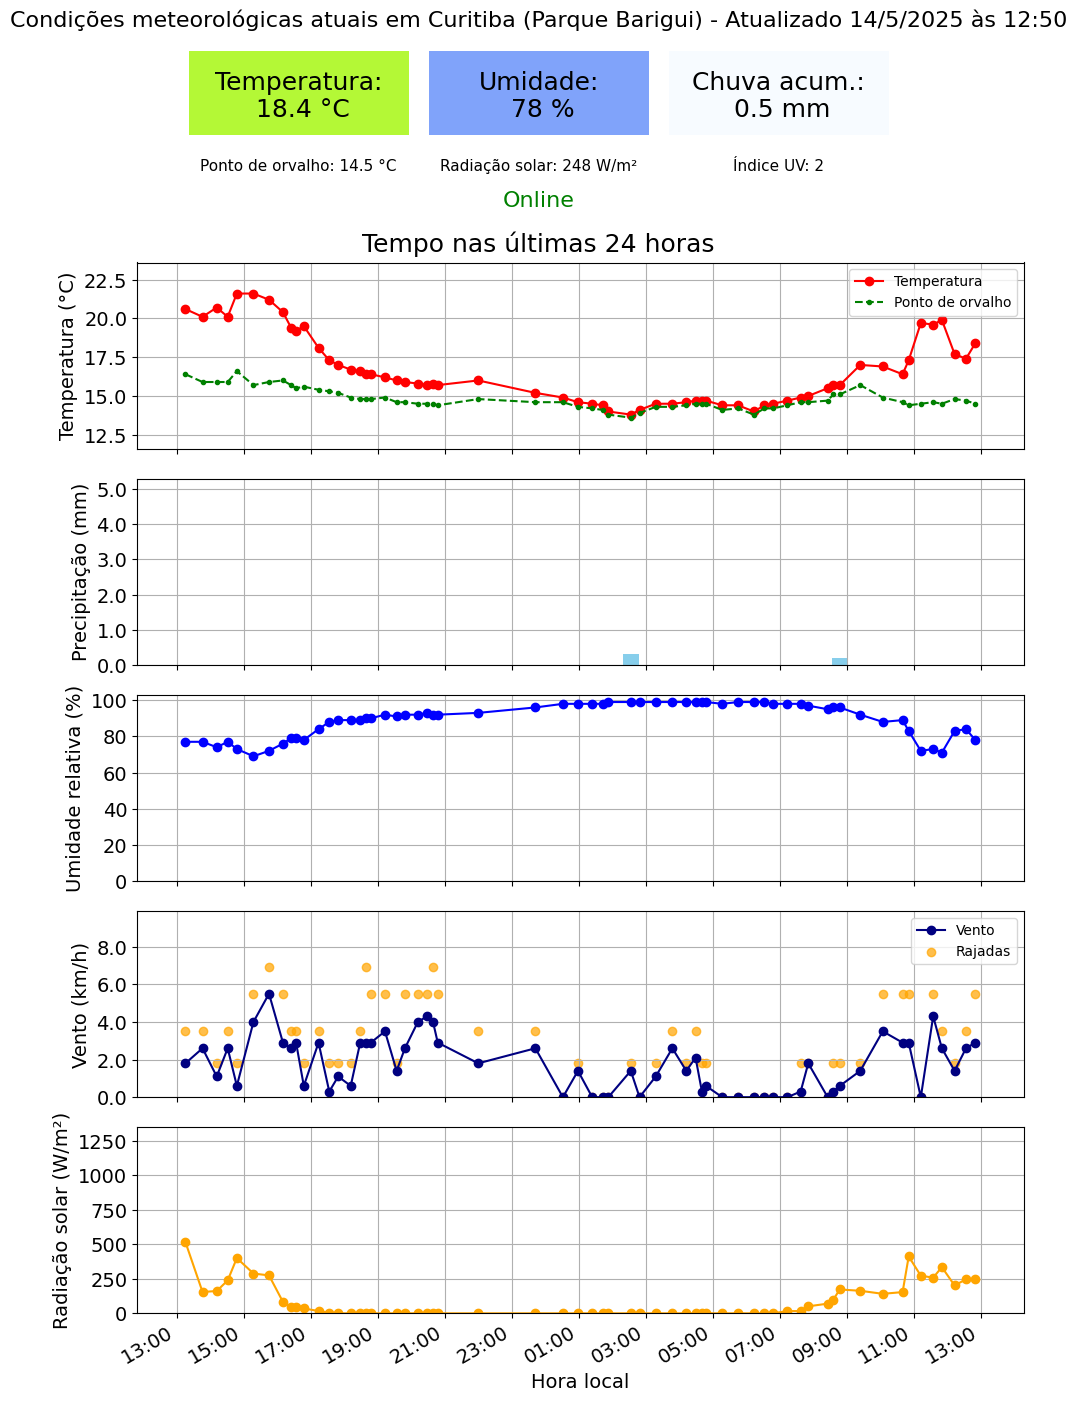 Condições meteorológicas atuais em Curitiba (Parque Barigui) - Atualizado 14/5/2025 às 12:50
Temperatura:
18.4 °C
Umidade:
78 %
Chuva acum.:
0.5 mm
Ponto de orvalho: 14.5 °C
Radiação solar: 248 W/m²
Índice UV: 2
Online
Tempo nas últimas 24 horas
Temperatura (°C)
22.5
20.0
17.5
15.0
12.5
Temperatura
Ponto de orvalho
Precipitação (mm)
5.0
4.0
3.0
2.0
1.0
0.0
Umidade relativa (%)
100
80
60
40
20
0
Vento (km/h)
8.0
6.0
4.0
2.0
0.0
Vento
Rajadas
Radiação solar (W/m²)
1250
1000
750
500
250
0
13:00
15:00
17:00
19:00
21:00
23:00
01:00
03:00
05:00
07:00
09:00
11:00
13:00
Hora local